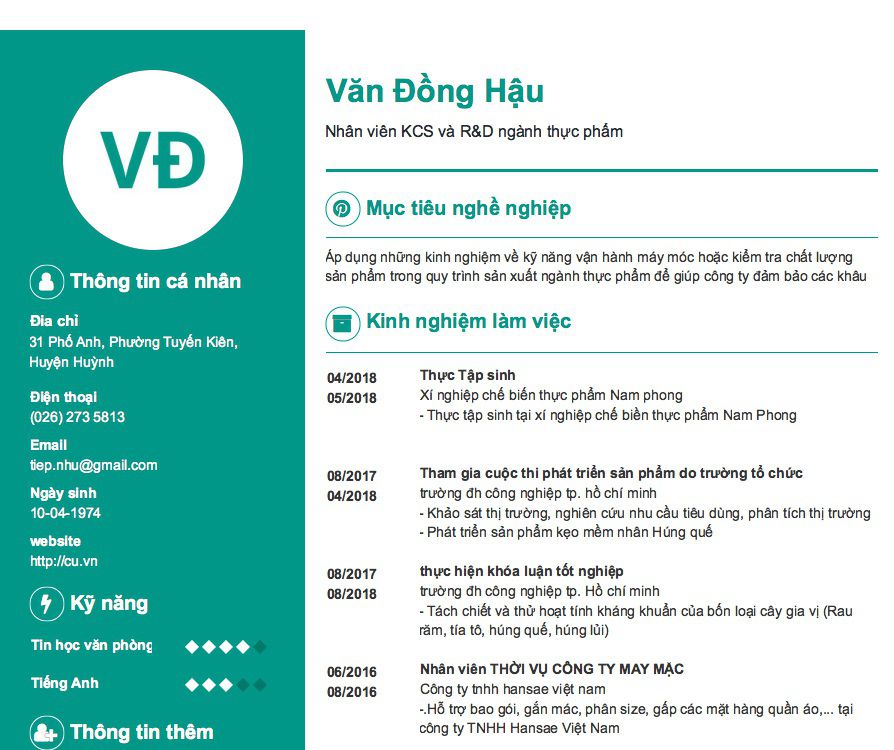 VĐ
Thông tin cá nhân
Địa chỉ
31 Phố Anh, Phường Tuyến Kiên,
Huyện Huỳnh
Điện thoại
(026) 273 5813
Email
tiep.nhu@gmail.com
Ngày sinh
10-04-1974
website
http://cu.vn
Kỹ năng
Tin học văn phòng
Tiếng Anh
Thông tin thêm
Văn Đồng Hậu
Nhân viên KCS và R&D ngành thực phẩm
Mục tiêu nghề nghiệp
Áp dụng những kinh nghiệm về kỹ năng vận hành máy móc hoặc kiểm tra chất lượng
sản phẩm trong quy trình sản xuất ngành thực phẩm để giúp công ty đảm bảo các khâu
Kinh nghiệm làm việc
04/2018
05/2018
Thực Tập sinh
Xí nghiệp chế biến thực phẩm Nam phong
- Thực tập sinh tại xí nghiệp chế biền thực phẩm Nam Phong
08/2017
04/2018
Tham gia cuộc thi phát triển sản phẩm do trường tổ chức
trường đh công nghiệp tp. hồ chí minh
- Khảo sát thị trường, nghiên cứu nhu cầu tiêu dùng, phân tích thị trường
- Phát triển sản phẩm kẹo mềm nhân Húng quế
08/2017
08/2018
thực hiện khóa luận tốt nghiệp
trường đh công nghiệp tp. Hồ chí minh
- Tách chiết và thử hoạt tính kháng khuẩn của bốn loại cây gia vị (Rau
răm, tía tô, húng quế, húng lủi)
06/2016
08/2016
Nhân viên THỜI VỤ CÔNG TY MAY MẶC
Công ty tnhh hansae việt nam
-.Hỗ trợ bao gói, gắn mác, phân size, gấp các mặt hàng quần áo,... tại
công ty TNHH Hansae Việt Nam